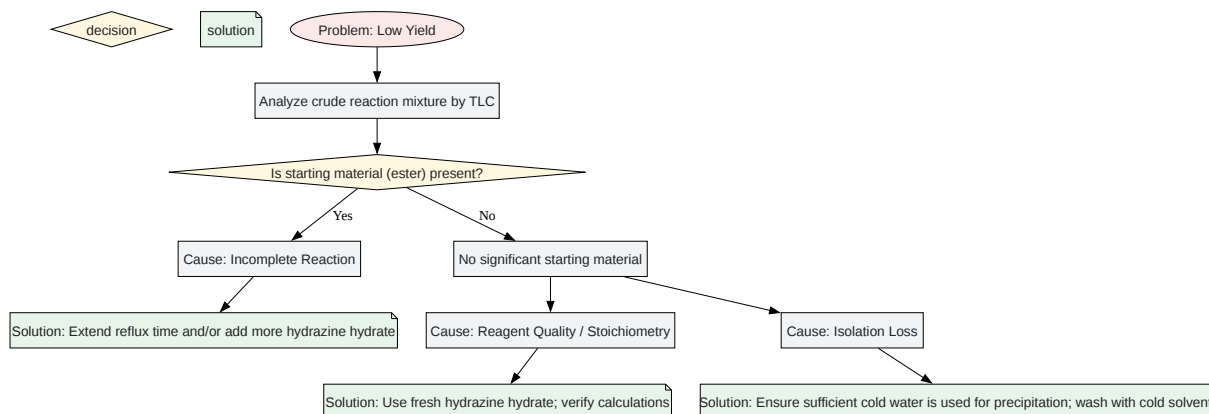 decision
solution
Problem: Low Yield
Analyze crude reaction mixture by TLC
Is starting material (ester) present?
Yes
No
Cause: Incomplete Reaction
No significant starting material
Solution: Extend reflux time and/or add more hydrazine hydrate
Cause: Reagent Quality / Stoichiometry
Cause: Isolation Loss
Solution: Use fresh hydrazine hydrate; verify calculations
Solution: Ensure sufficient cold water is used for precipitation; wash with cold solvent